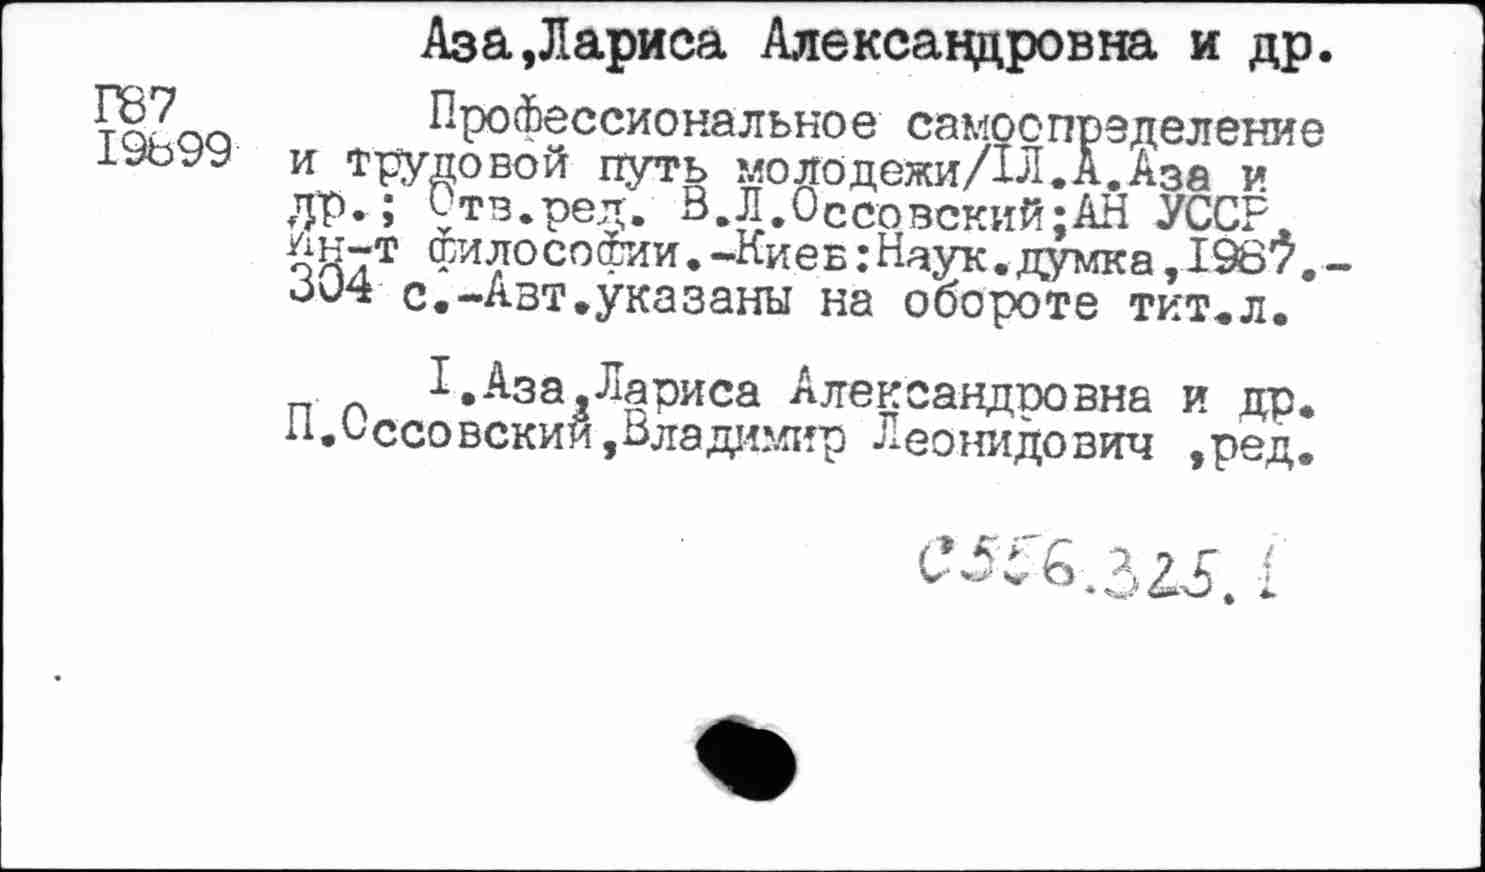 Аза,Лариса Александровна и др.
Г87
19899
Профессиональное самоопределение
и трудовой путь молодежи/1Л.А.Аза и
др.; Отв.ред. В.Л.Оссовский;АН УССР,
Ин-т философии.-Киев:Наук.думка,1987.-
304 с.-Авт.указаны на обороте тит.л.
I.Аза,Лариса Александровна и др.
П.Оссовский,Владимир Леонидович ,ред.
С556.325.1